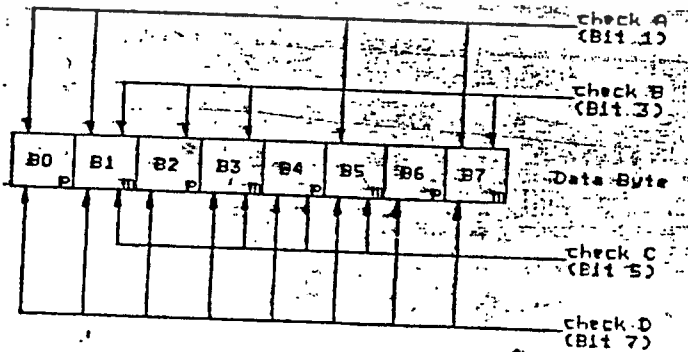 check A
(Bit 1)
check B
(Bit 3)
B0 p B1 m B2 p B3 m B4 p B5 m B6 p B7 m Data Byte
check C
(Bit 5)
check D
(Bit 7)